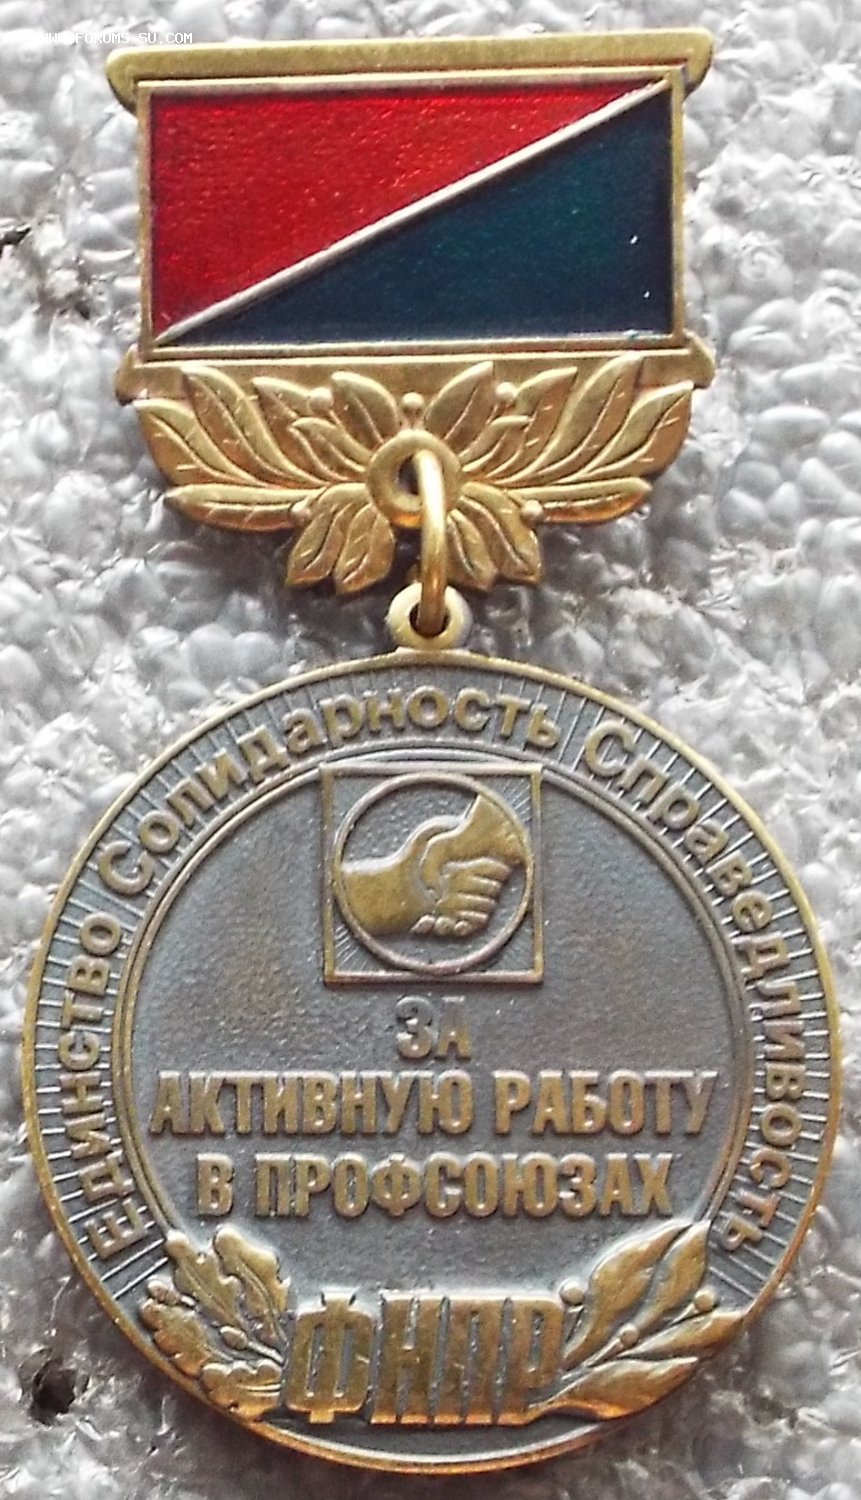 WWW.FORUMS-SU.COM
Единство Солидарность Справедливость
ЗА
АКТИВНУЮ РАБОТУ
В ПРОФСОЮЗАХ
ФНПР